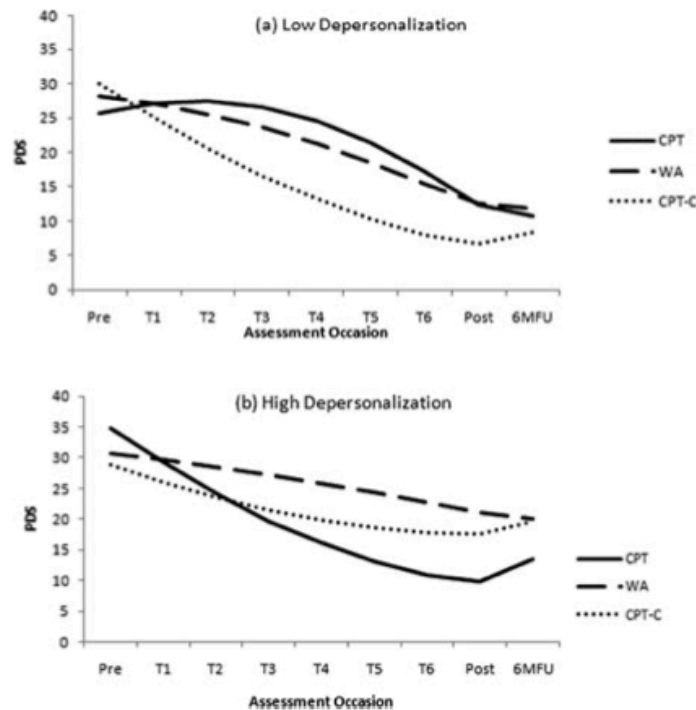 (a) Low Depersonalization
40
35
30
25
20
15
10
5
0
PDS
Pre T1 T2 T3 T4 T5 T6 Post 6MFU
Assessment Occasion
CPT
WA
CPT-C
(b) High Depersonalization
40
35
30
25
20
15
10
5
0
PDS
Pre T1 T2 T3 T4 T5 T6 Post 6MFU
Assessment Occasion
CPT
WA
CPT-C